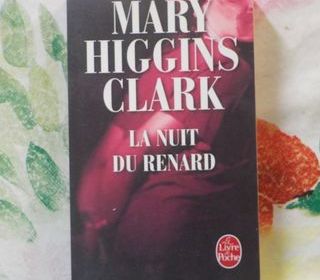 MARY
HIGGINS
CLARK
LA NUIT
DU RENARD
Le Livre
de Poche